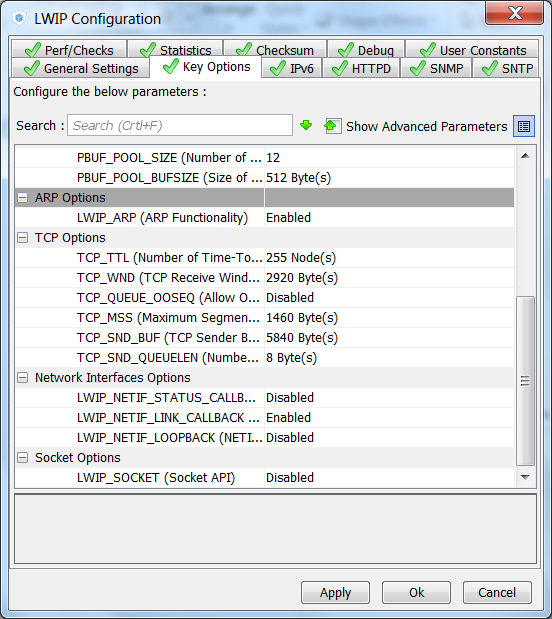 LWIP Configuration
Perf/Checks Statistics Checksum Debug User Constants
General Settings Key Options IPv6 HTTPD SNMP SNTP
Configure the below parameters :
Search : Search (Crtl+F) Show Advanced Parameters
PBUF_POOL_SIZE (Number of ... 12
PBUF_POOL_BUFSIZE (Size of ... 512 Byte(s)
ARP Options
LWIP_ARP (ARP Functionality) Enabled
TCP Options
TCP_TTL (Number of Time-To... 255 Node(s)
TCP_WND (TCP Receive Wind... 2920 Byte(s)
TCP_QUEUE_OOSEQ (Allow O... Disabled
TCP_MSS (Maximum Segmen... 1460 Byte(s)
TCP_SND_BUF (TCP Sender B... 5840 Byte(s)
TCP_SND_QUEUELEN (Numbe... 8 Byte(s)
Network Interfaces Options
LWIP_NETIF_STATUS_CALLB... Disabled
LWIP_NETIF_LINK_CALLBACK ... Enabled
LWIP_NETIF_LOOPBACK (NETI... Disabled
Socket Options
LWIP_SOCKET (Socket API) Disabled
Apply Ok Cancel